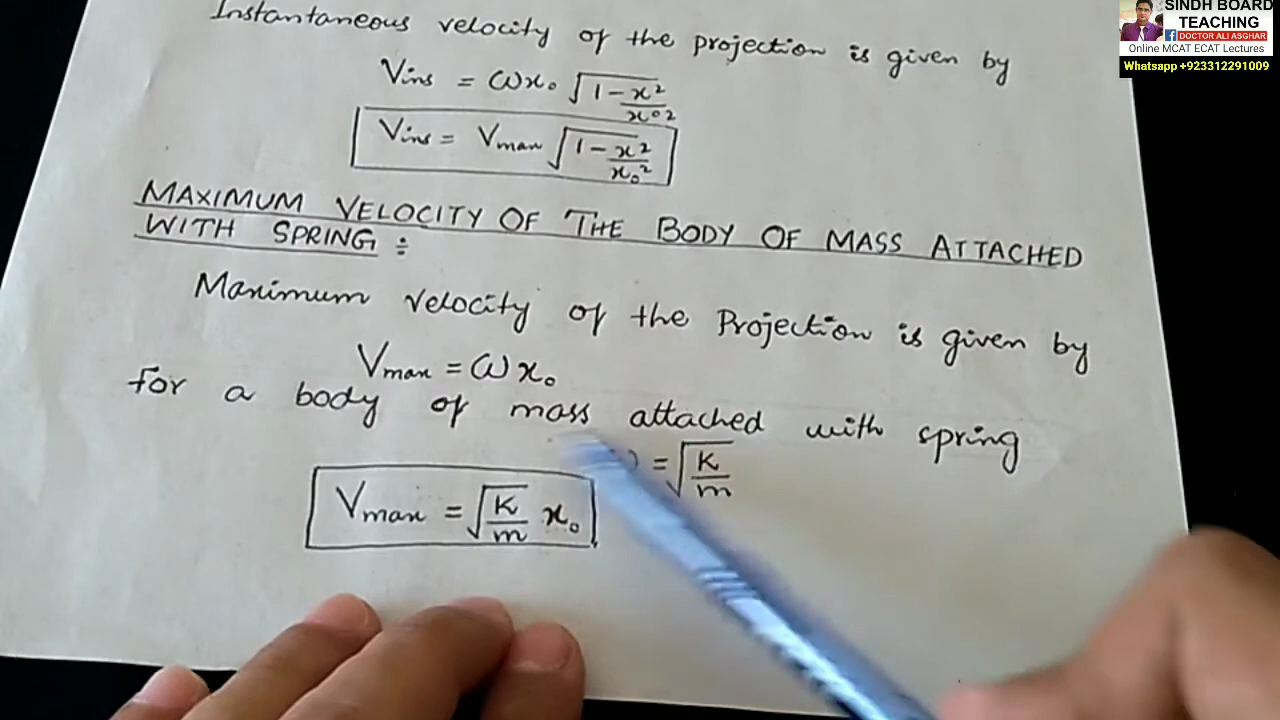 SINDH BOARD
TEACHING
DOCTOR ALI ASGHAR
Online MCAT ECAT Lectures
Whatsapp +923312291009
Instantaneous velocity of the projection is given by
Vins = ωx₀ √(1-x²/x₀²)
Vins = Vmax √(1-x²/x₀²)
MAXIMUM VELOCITY OF THE BODY OF MASS ATTACHED
WITH SPRING :
Maximum velocity of the Projection is given by
Vmax = ωx₀
for a body of mass attached with spring
= √(K/m)
Vmax = √(K/m) x₀